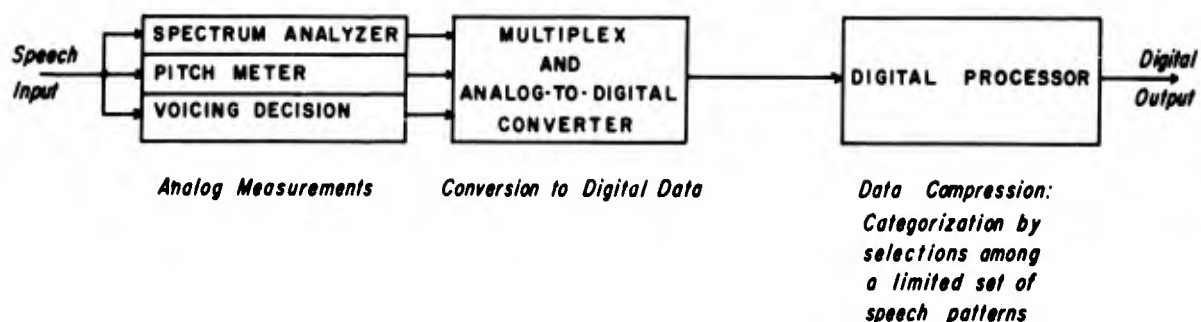 Speech
Input
SPECTRUM ANALYZER
PITCH METER
VOICING DECISION
MULTIPLEX
AND
ANALOG-TO-DIGITAL
CONVERTER
DIGITAL PROCESSOR
Digital
Output
Analog Measurements
Conversion to Digital Data
Data Compression:
Categorization by
selections among
a limited set of
speech patterns